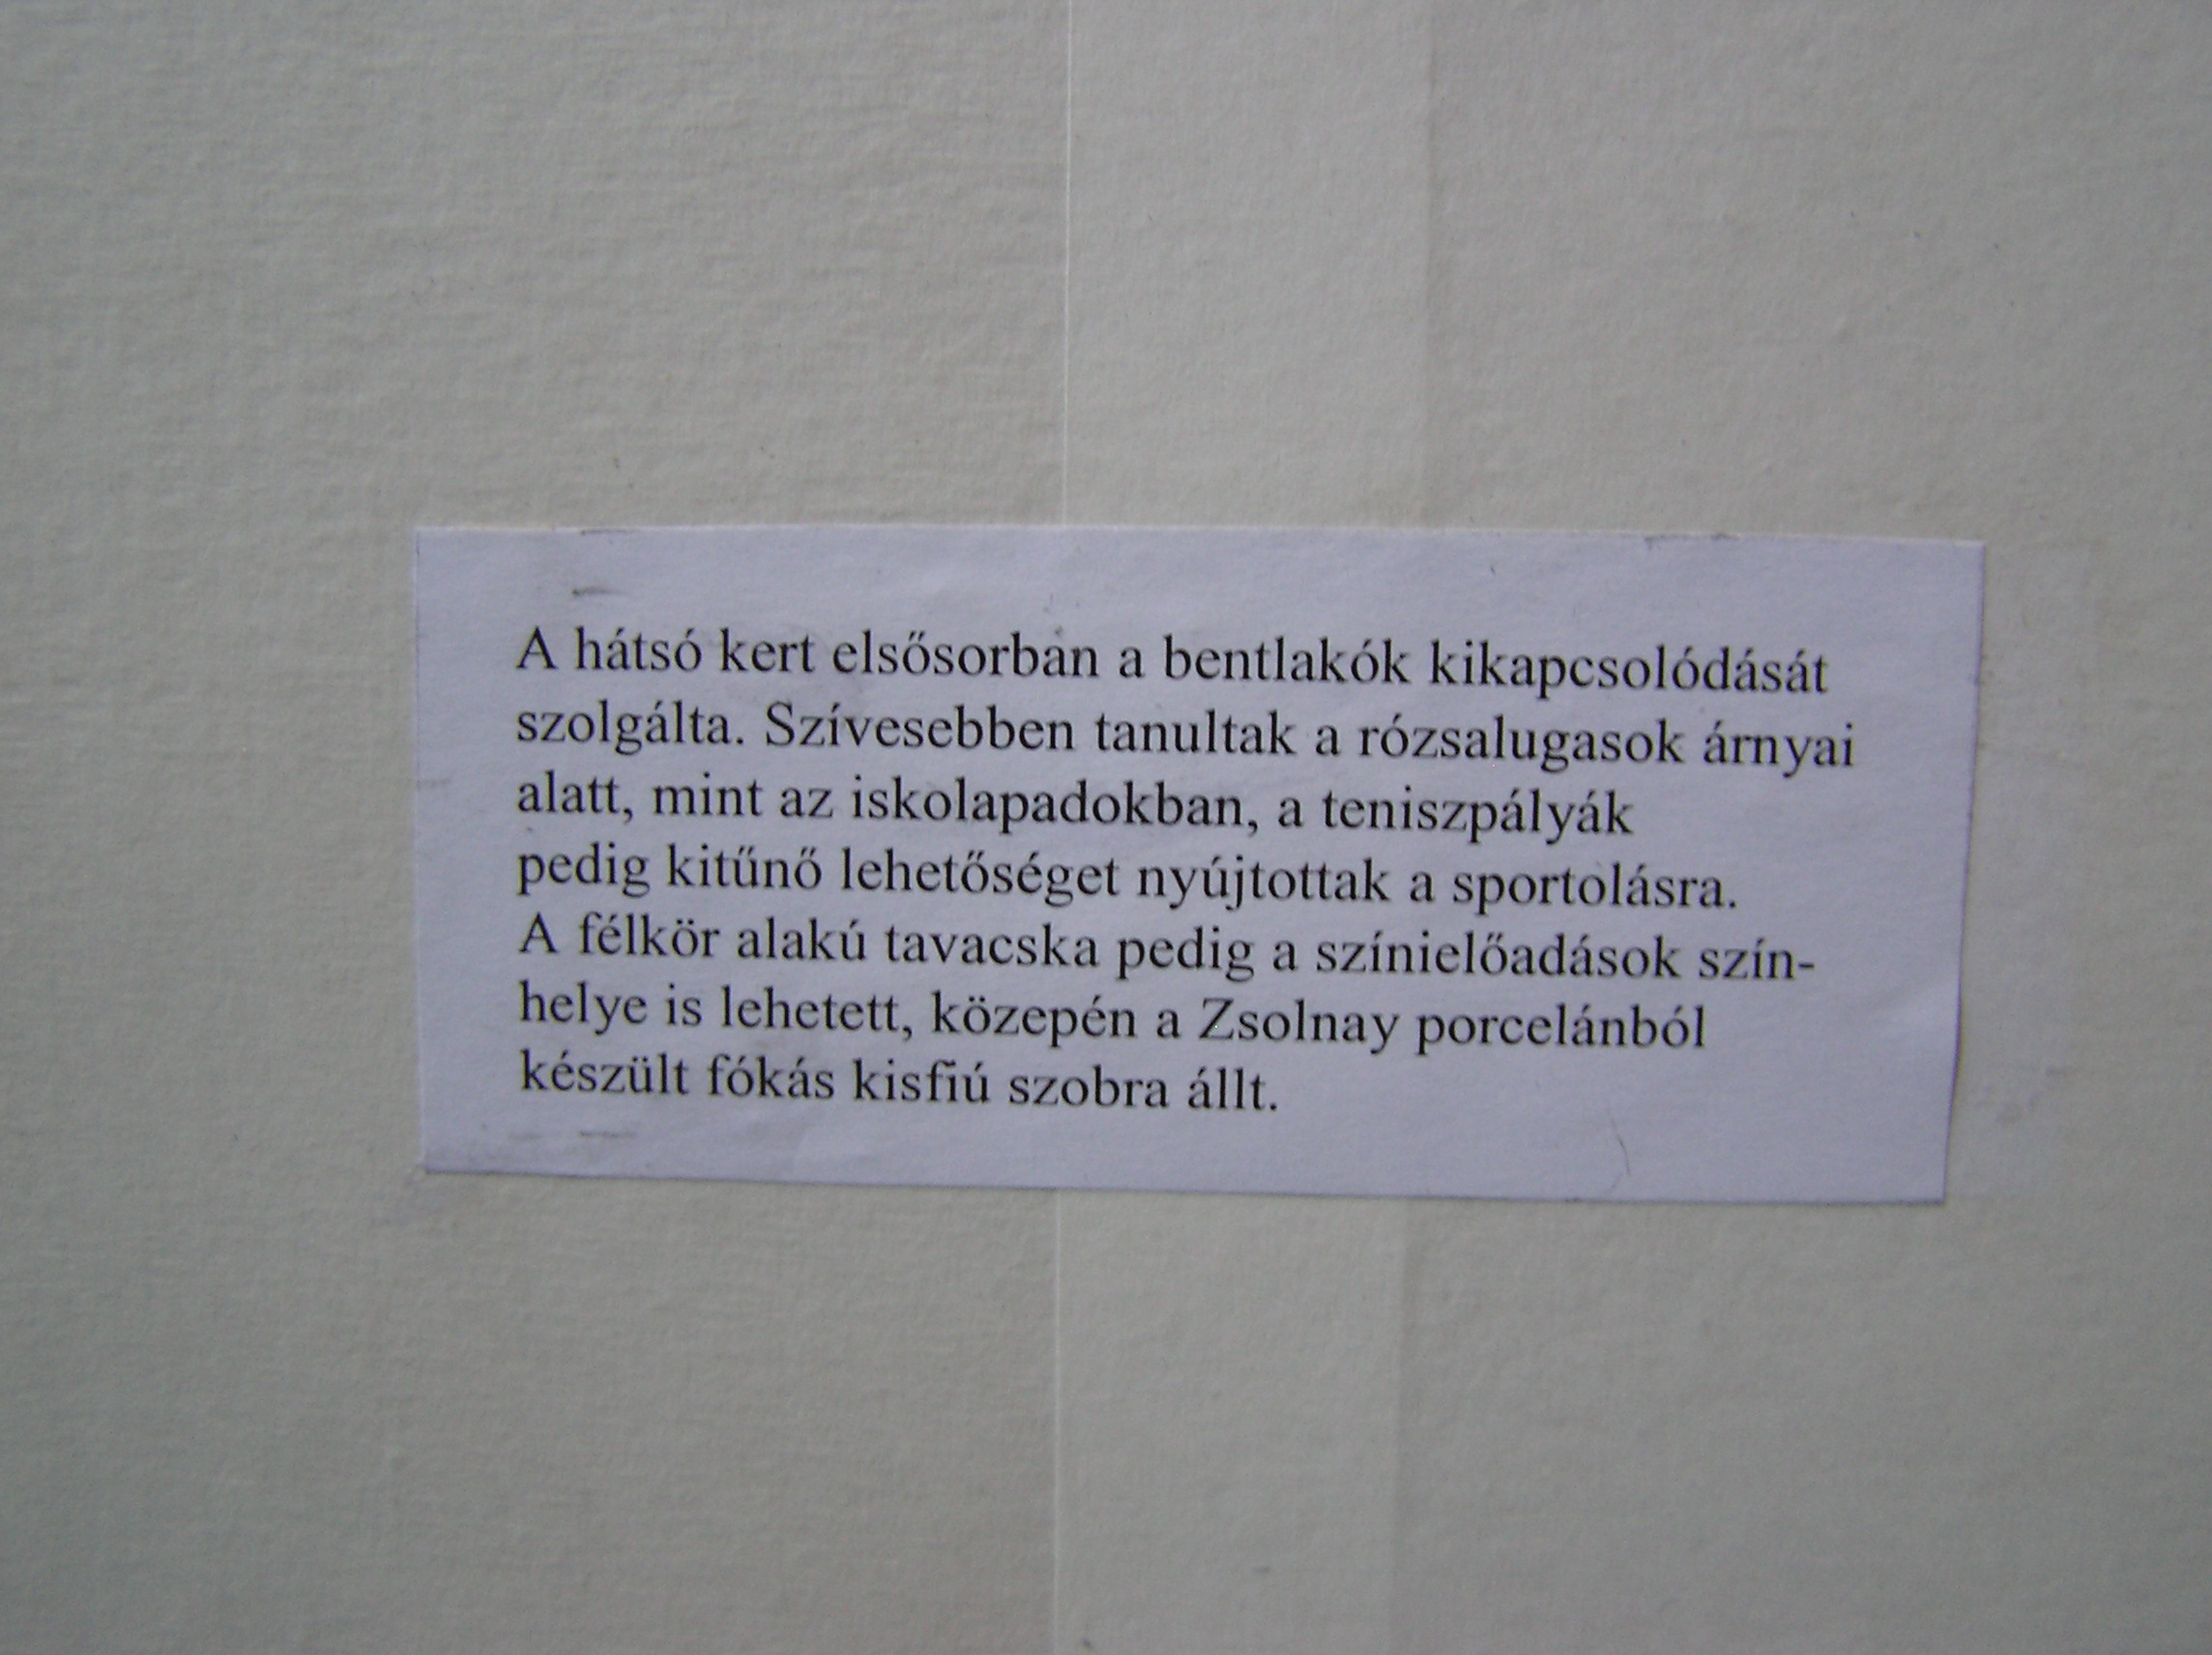 A hátsó kert elsősorban a bentlakók kikapcsolódását
szolgálta. Szívesebben tanultak a rózsalugasok árnyai
alatt, mint az iskolapadokban, a teniszpályák
pedig kitűnő lehetőséget nyújtottak a sportolásra.
A félkör alakú tavacska pedig a színielőadások szín-
helye is lehetett, közepén a Zsolnay porcelánból
készült fókás kisfiú szobra állt.